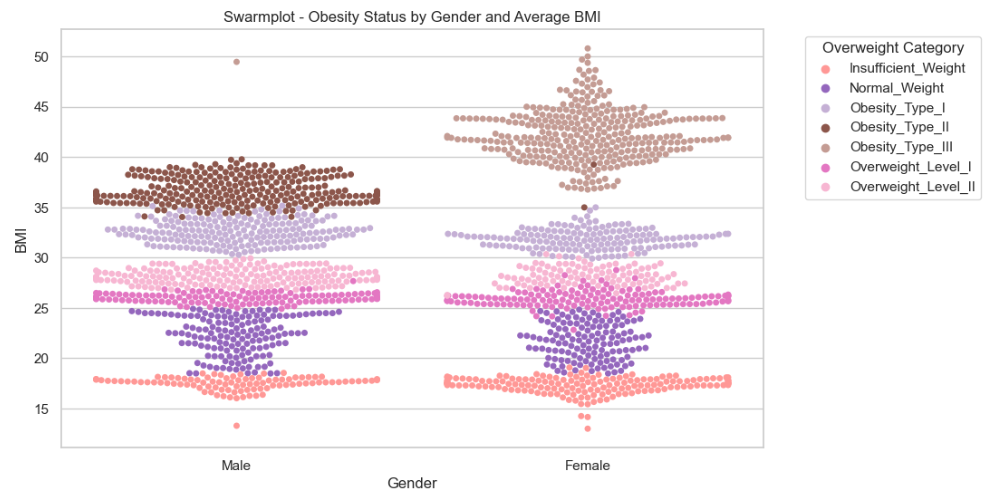 Swarmplot - Obesity Status by Gender and Average BMI
Overweight Category
Insufficient_Weight
Normal_Weight
Obesity_Type_I
Obesity_Type_II
Obesity_Type_III
Overweight_Level_I
Overweight_Level_II
BMI
50
45
40
35
30
25
20
15
Male
Female
Gender